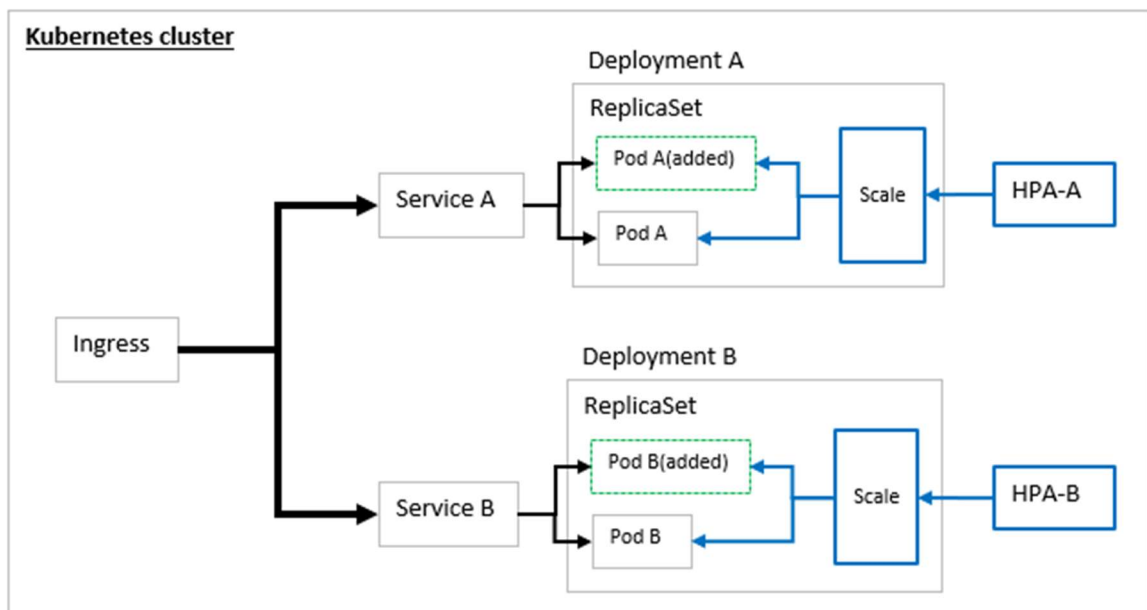 Kubernetes cluster
Deployment A
ReplicaSet
Pod A(added)
Service A
Pod A
Scale
HPA-A
Ingress
Deployment B
ReplicaSet
Pod B(added)
Service B
Pod B
Scale
HPA-B